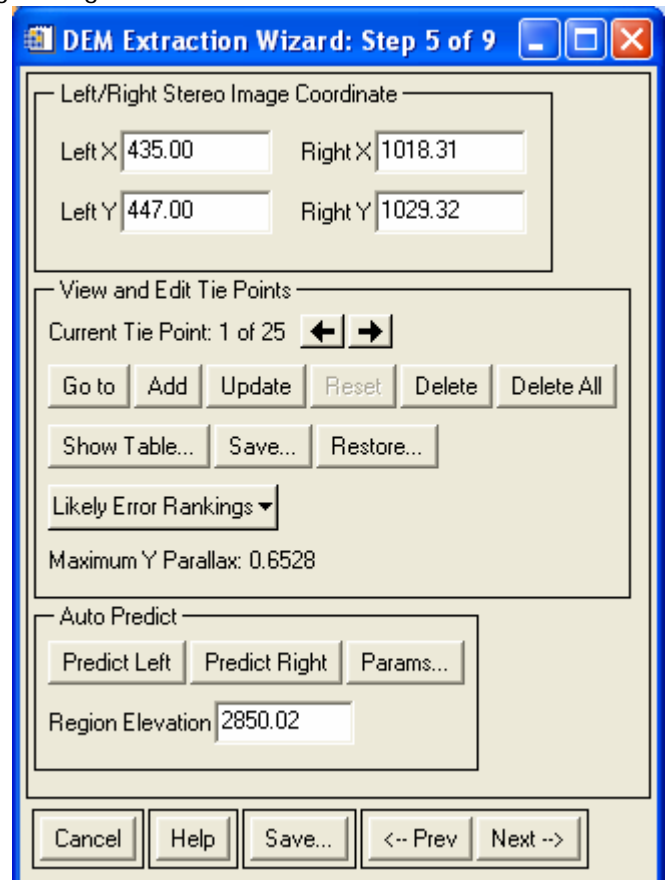 DEM Extraction Wizard: Step 5 of 9
Left/Right Stereo Image Coordinate
Left X 435.00 Right X 1018.31
Left Y 447.00 Right Y 1029.32
View and Edit Tie Points
Current Tie Point: 1 of 25
Go to Add Update Reset Delete Delete All
Show Table... Save... Restore...
Likely Error Rankings
Maximum Y Parallax: 0.6528
Auto Predict
Predict Left Predict Right Params...
Region Elevation 2850.02
Cancel Help Save... <-- Prev Next -->